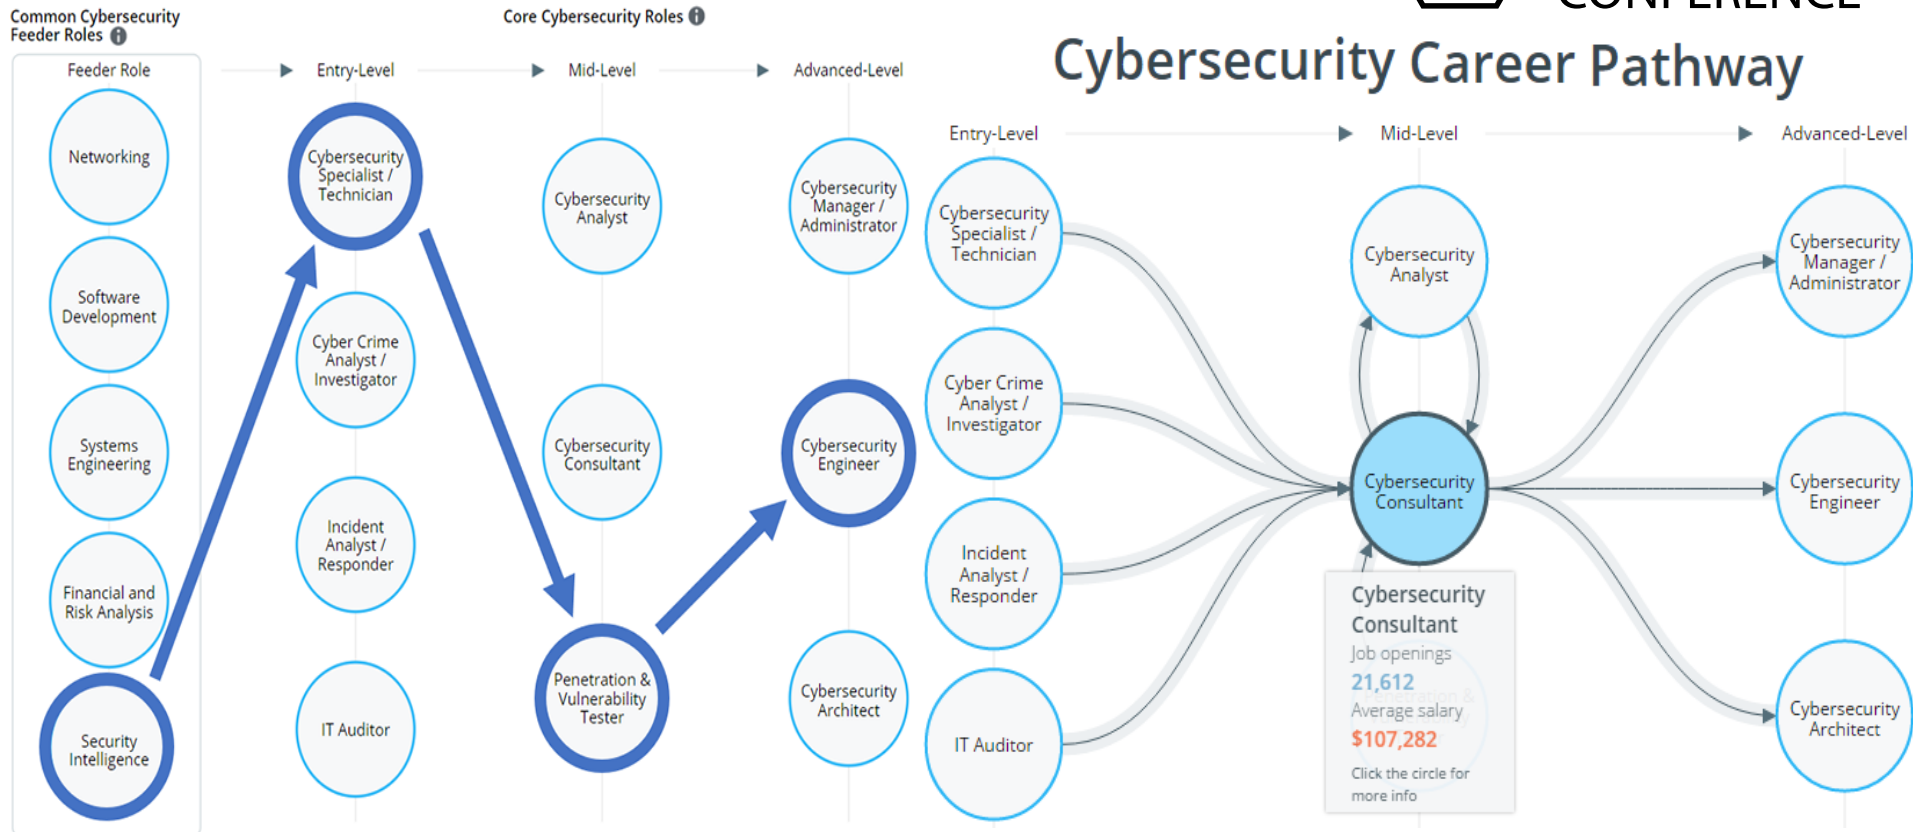 CONFERENCE
Common Cybersecurity
Feeder Roles
Core Cybersecurity Roles
Feeder Role
Entry-Level
Mid-Level
Advanced-Level
Networking
Software
Development
Systems
Engineering
Financial and
Risk Analysis
Security
Intelligence
Cybersecurity
Specialist /
Technician
Cyber Crime
Analyst /
Investigator
Incident
Analyst /
Responder
IT Auditor
Cybersecurity
Analyst
Cybersecurity
Consultant
Penetration &
Vulnerability
Tester
Cybersecurity
Manager /
Administrator
Cybersecurity
Engineer
Cybersecurity
Architect
Cybersecurity Career Pathway
Entry-Level
Mid-Level
Advanced-Level
Cybersecurity
Specialist /
Technician
Cyber Crime
Analyst /
Investigator
Incident
Analyst /
Responder
IT Auditor
Cybersecurity
Analyst
Cybersecurity
Consultant
Cybersecurity
Consultant
Job openings
21,612
Penetration &
Average salary
$107,282
Click the circle for
more info
Cybersecurity
Manager /
Administrator
Cybersecurity
Engineer
Cybersecurity
Architect